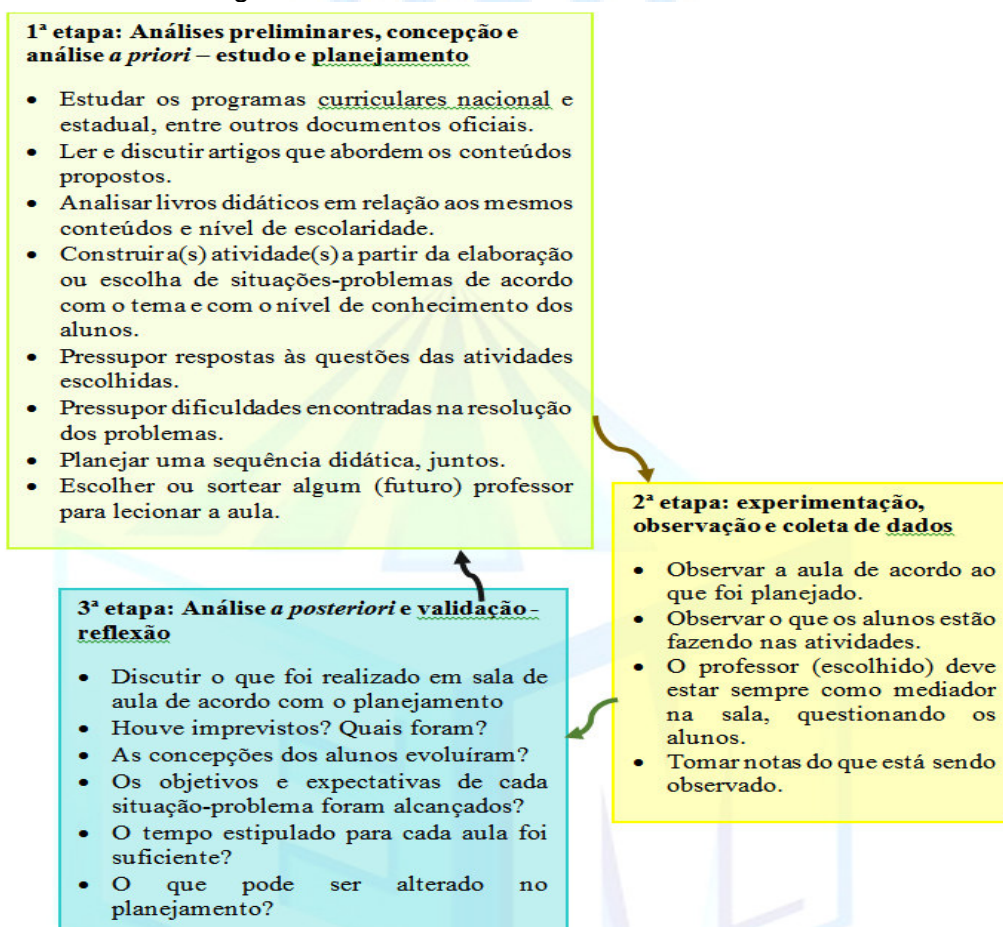 1ª etapa: Análises preliminares, concepção e
análise a priori – estudo e planejamento
• Estudar os programas curriculares nacional e
estadual, entre outros documentos oficiais.
• Ler e discutir artigos que abordem os conteúdos
propostos.
• Analisar livros didáticos em relação aos mesmos
conteúdos e nível de escolaridade.
• Construir a(s) atividade(s) a partir da elaboração
ou escolha de situações-problemas de acordo
com o tema e com o nível de conhecimento dos
alunos.
• Pressupor respostas às questões das atividades
escolhidas.
• Pressupor dificuldades encontradas na resolução
dos problemas.
• Planejar uma sequência didática, juntos.
• Escolher ou sortear algum (futuro) professor
para lecionar a aula.
2ª etapa: experimentação,
observação e coleta de dados
• Observar a aula de acordo ao
que foi planejado.
• Observar o que os alunos estão
fazendo nas atividades.
• O professor (escolhido) deve
estar sempre como mediador
na sala, questionando os
alunos.
• Tomar notas do que está sendo
observado.
3ª etapa: Análise a posteriori e validação -
reflexão
• Discutir o que foi realizado em sala de
aula de acordo com o planejamento
• Houve imprevistos? Quais foram?
• As concepções dos alunos evoluíram?
• Os objetivos e expectativas de cada
situação-problema foram alcançados?
• O tempo estipulado para cada aula foi
suficiente?
• O que pode ser alterado no
planejamento?